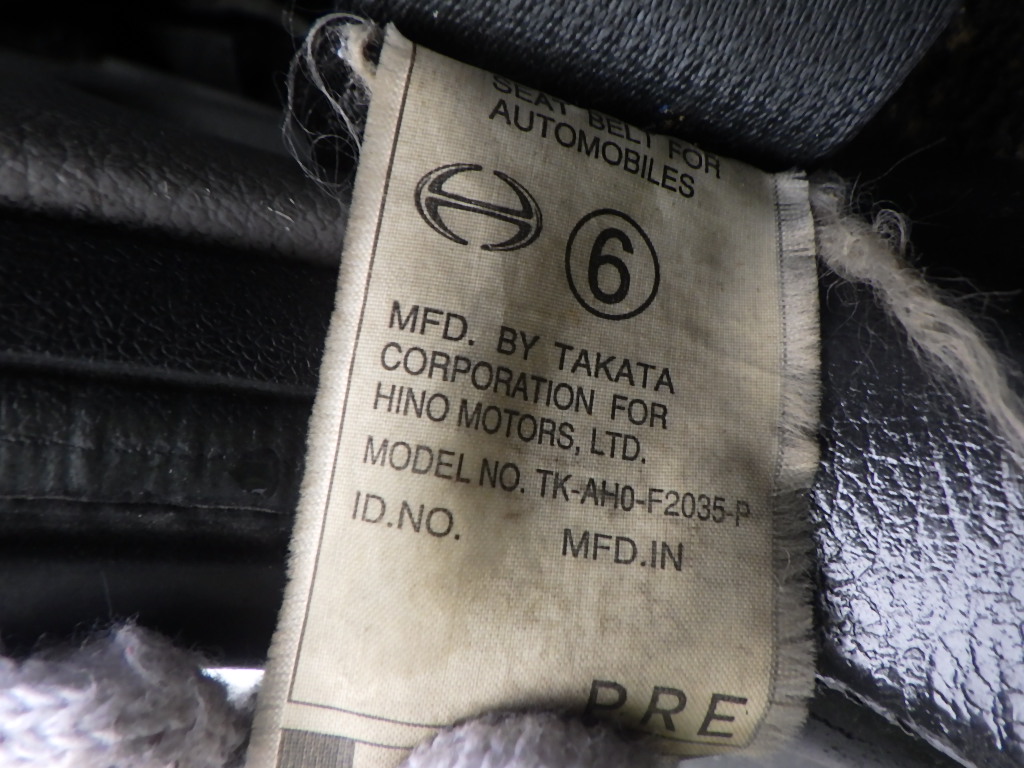 SEAT BELT FOR
AUTOMOBILES
6
MFD. BY TAKATA
CORPORATION FOR
HINO MOTORS, LTD.
MODEL NO. TK-AH0-F2035-P
ID.NO.
MFD.IN
PRE